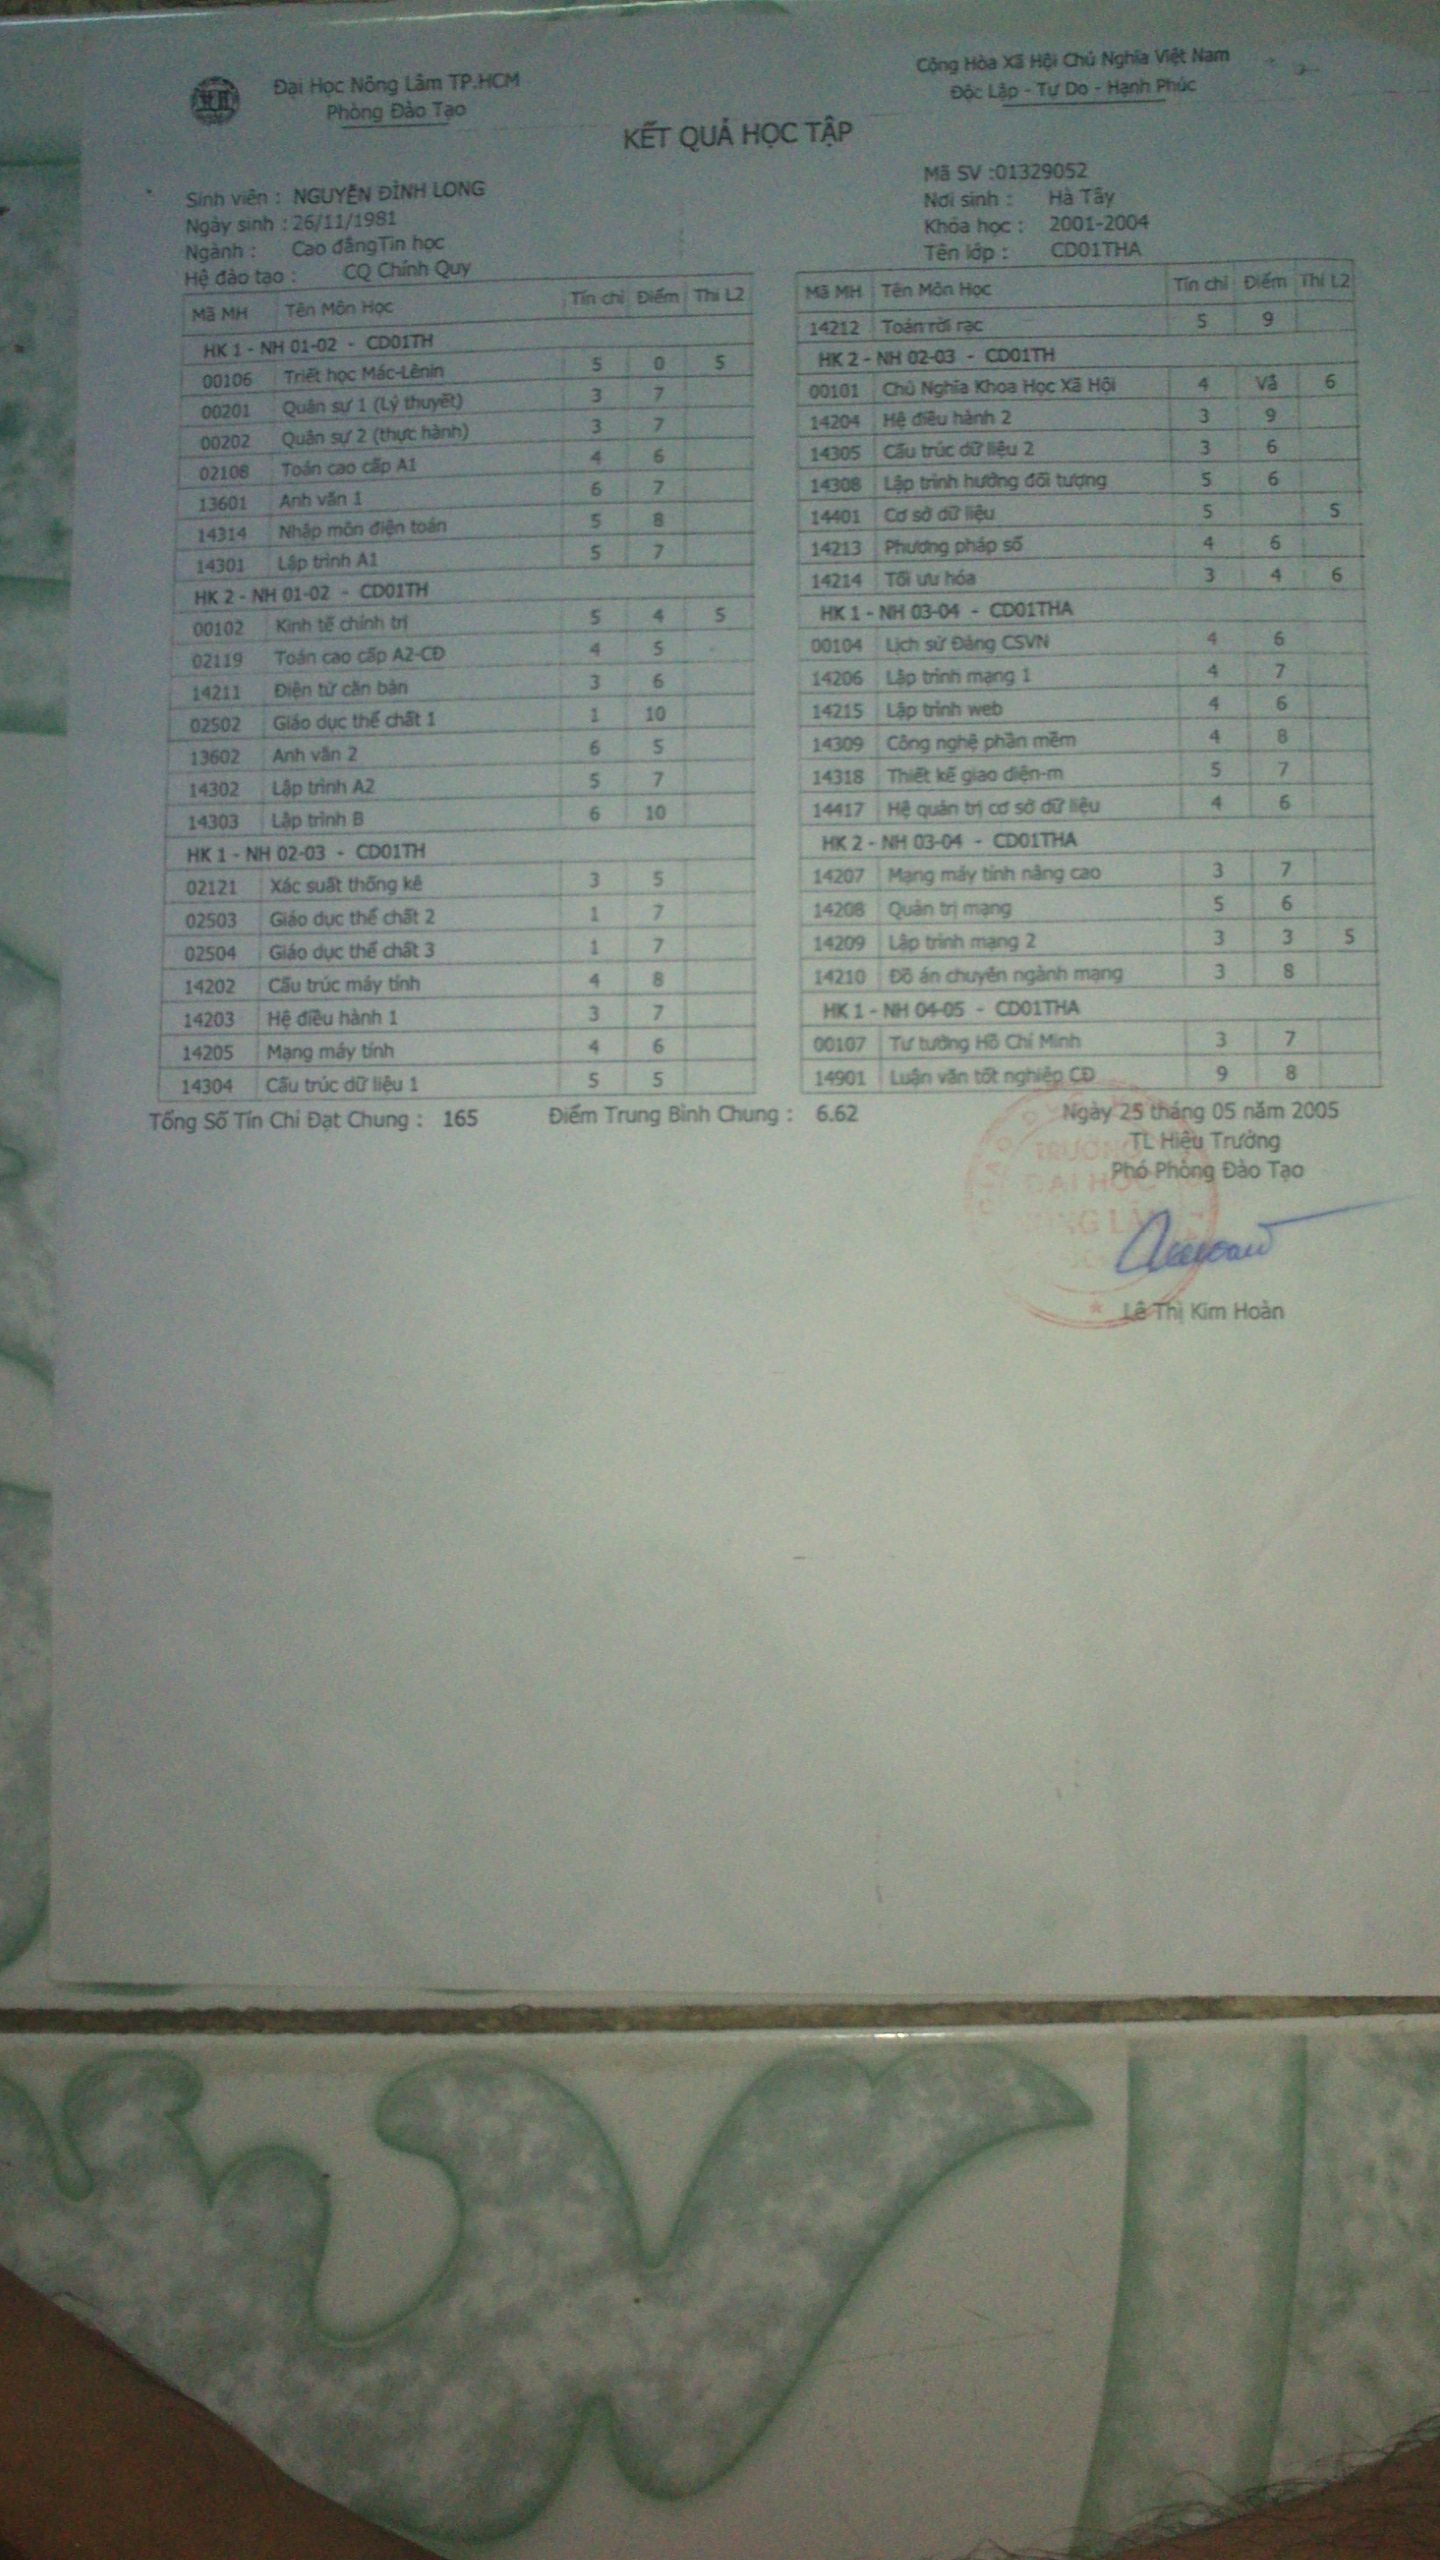 Đại Học Nông Lâm TP.HCM
Phòng Đào Tạo
Cộng Hòa Xã Hội Chủ Nghĩa Việt Nam
Độc Lập - Tự Do - Hạnh Phúc
KẾT QUẢ HỌC TẬP
Sinh viên : NGUYỄN ĐÌNH LONG
Ngày sinh : 26/11/1981
Ngành : Cao đẳngTin học
Hệ đào tạo : CQ Chính Quy
Mã SV :01329052
Nơi sinh : Hà Tây
Khóa học : 2001-2004
Tên lớp : CD01THA
Mã MH Tên Môn Học Tín chỉ Điểm Thi L2
HK 1 - NH 01-02 - CD01TH
00106 Triết học Mác-Lênin 5 0 5
00201 Quân sự 1 (Lý thuyết) 3 7
00202 Quân sự 2 (thực hành) 3 7
02108 Toán cao cấp A1 4 6
13601 Anh văn 1 6 7
14314 Nhập môn điện toán 5 8
14301 Lập trình A1 5 7
HK 2 - NH 01-02 - CD01TH
00102 Kinh tế chính trị 5 4 5
02119 Toán cao cấp A2-CĐ 4 5
14211 Điện tử căn bản 3 6
02502 Giáo dục thể chất 1 1 10
13602 Anh văn 2 6 5
14302 Lập trình A2 5 7
14303 Lập trình B 6 10
HK 1 - NH 02-03 - CD01TH
02121 Xác suất thống kê 3 5
02503 Giáo dục thể chất 2 1 7
02504 Giáo dục thể chất 3 1 7
14202 Cấu trúc máy tính 4 8
14203 Hệ điều hành 1 3 7
14205 Mạng máy tính 4 6
14304 Cấu trúc dữ liệu 1 5 5
Mã MH Tên Môn Học Tín chỉ Điểm Thi L2
14212 Toán rời rạc 5 9
HK 2 - NH 02-03 - CD01TH
00101 Chủ Nghĩa Khoa Học Xã Hội 4 Vả 6
14204 Hệ điều hành 2 3 9
14305 Cấu trúc dữ liệu 2 3 6
14308 Lập trình hướng đối tượng 5 6
14401 Cơ sở dữ liệu 5 5
14213 Phương pháp số 4 6
14214 Tối ưu hóa 3 4 6
HK 1 - NH 03-04 - CD01THA
00104 Lịch sử Đảng CSVN 4 6
14206 Lập trình mạng 1 4 7
14215 Lập trình web 4 6
14309 Công nghệ phần mềm 4 8
14318 Thiết kế giao diện-m 5 7
14417 Hệ quản trị cơ sở dữ liệu 4 6
HK 2 - NH 03-04 - CD01THA
14207 Mạng máy tính nâng cao 3 7
14208 Quản trị mạng 5 6
14209 Lập trình mạng 2 3 3 5
14210 Đồ án chuyên ngành mạng 3 8
HK 1 - NH 04-05 - CD01THA
00107 Tư tưởng Hồ Chí Minh 3 7
14901 Luận văn tốt nghiệp CĐ 9 8
Tổng Số Tín Chỉ Đạt Chung : 165 Điểm Trung Bình Chung : 6.62
Ngày 25 tháng 05 năm 2005
TL Hiệu Trưởng
Phó Phòng Đào Tạo
TRƯỜNG
ĐẠI HỌC
NÔNG LÂM
Lê Thị Kim Hoàn